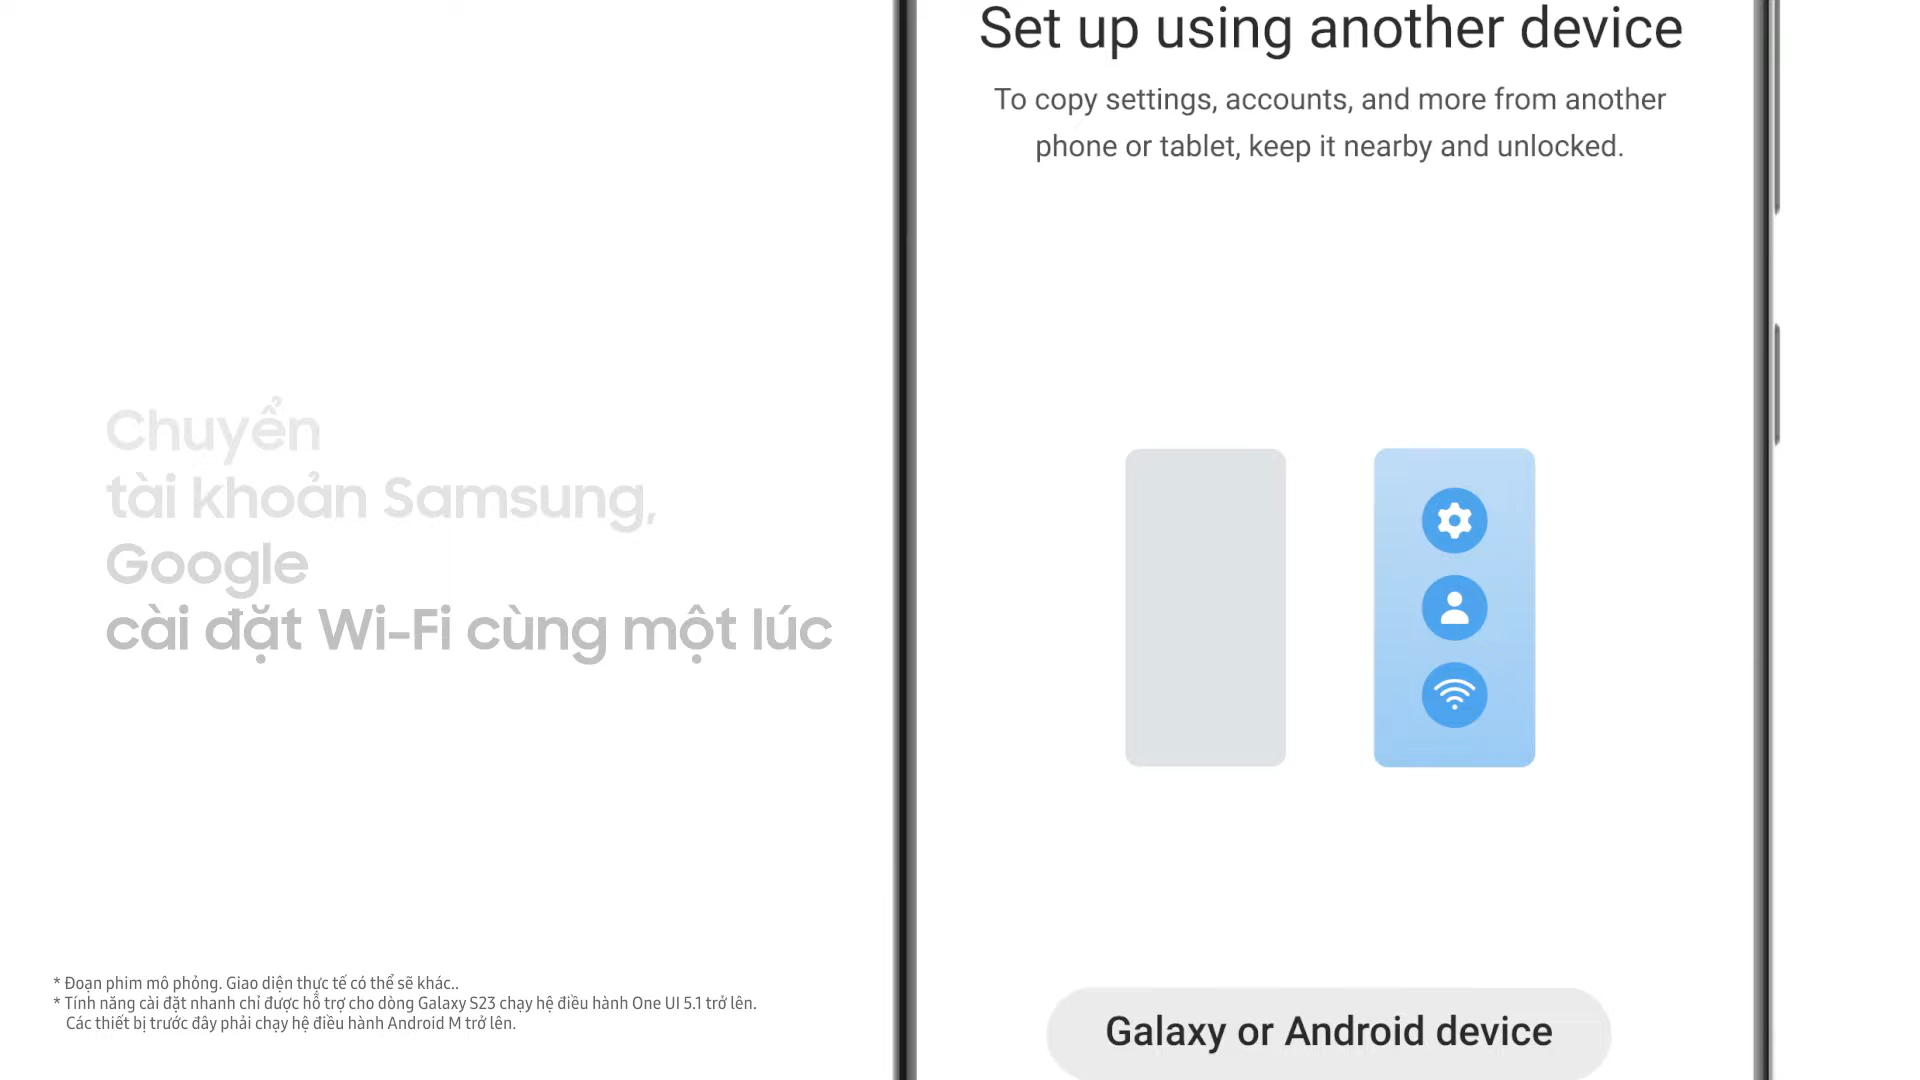 Chuyển
tài khoản Samsung,
Google
cài đặt Wi-Fi cùng một lúc
* Đoạn phim mô phỏng. Giao diện thực tế có thể sẽ khác..
* Tính năng cài đặt nhanh chỉ được hỗ trợ cho dòng Galaxy S23 chạy hệ điều hành One UI 5.1 trở lên.
Các thiết bị trước đây phải chạy hệ điều hành Android M trở lên.
Set up using another device
To copy settings, accounts, and more from another
phone or tablet, keep it nearby and unlocked.
Galaxy or Android device